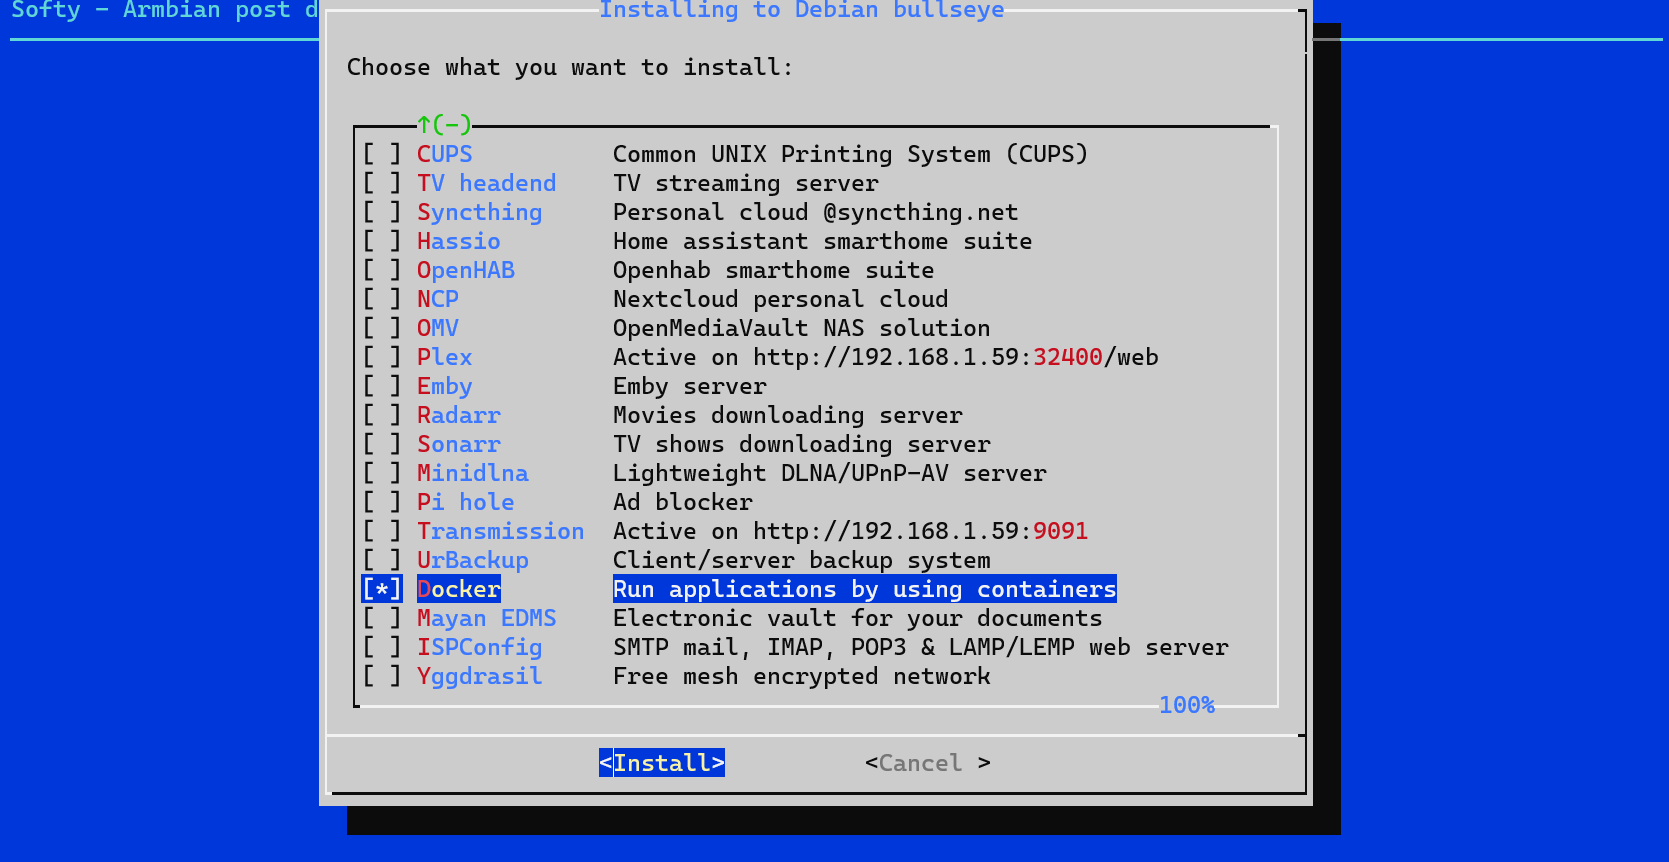 Softy - Armbian post d
Installing to Debian bullseye
Choose what you want to install:
↑(-)
[ ] CUPS Common UNIX Printing System (CUPS)
[ ] TV headend TV streaming server
[ ] Syncthing Personal cloud @syncthing.net
[ ] Hassio Home assistant smarthome suite
[ ] OpenHAB Openhab smarthome suite
[ ] NCP Nextcloud personal cloud
[ ] OMV OpenMediaVault NAS solution
[ ] Plex Active on http://192.168.1.59:32400/web
[ ] Emby Emby server
[ ] Radarr Movies downloading server
[ ] Sonarr TV shows downloading server
[ ] Minidlna Lightweight DLNA/UPnP-AV server
[ ] Pi hole Ad blocker
[ ] Transmission Active on http://192.168.1.59:9091
[ ] UrBackup Client/server backup system
[*] Docker Run applications by using containers
[ ] Mayan EDMS Electronic vault for your documents
[ ] ISPConfig SMTP mail, IMAP, POP3 & LAMP/LEMP web server
[ ] Yggdrasil Free mesh encrypted network
100%
<Install> <Cancel >